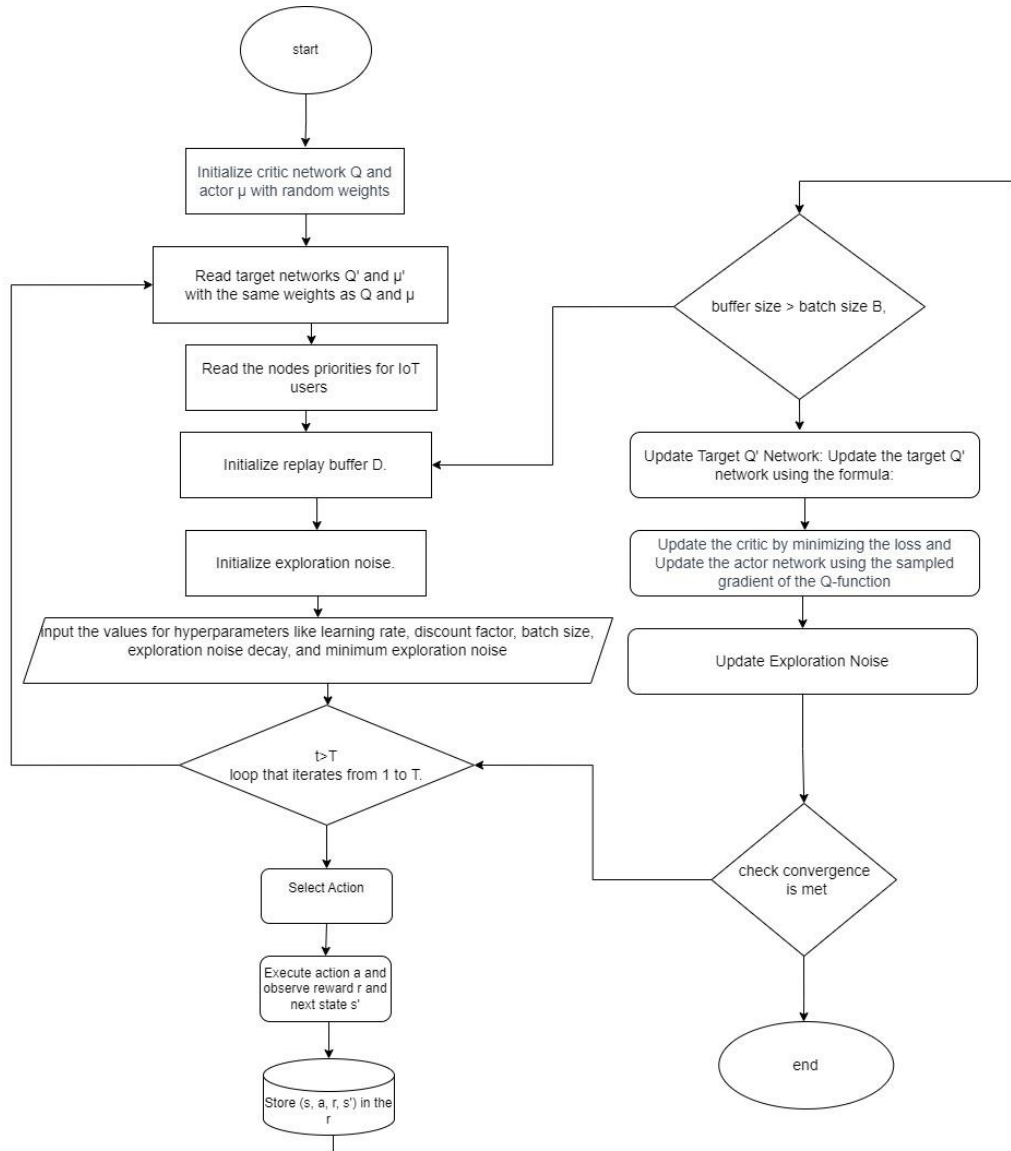 start
Initialize critic network Q and
actor μ with random weights
Read target networks Q' and μ'
with the same weights as Q and μ
Read the nodes priorities for IoT
users
Initialize replay buffer D.
Initialize exploration noise.
Input the values for hyperparameters like learning rate, discount factor, batch size,
exploration noise decay, and minimum exploration noise
t>T
loop that iterates from 1 to T.
Select Action
Execute action a and
observe reward r and
next state s'
Store (s, a, r, s') in the
r
buffer size > batch size B,
Update Target Q' Network: Update the target Q'
network using the formula:
Update the critic by minimizing the loss and
Update the actor network using the sampled
gradient of the Q-function
Update Exploration Noise
check convergence
is met
end